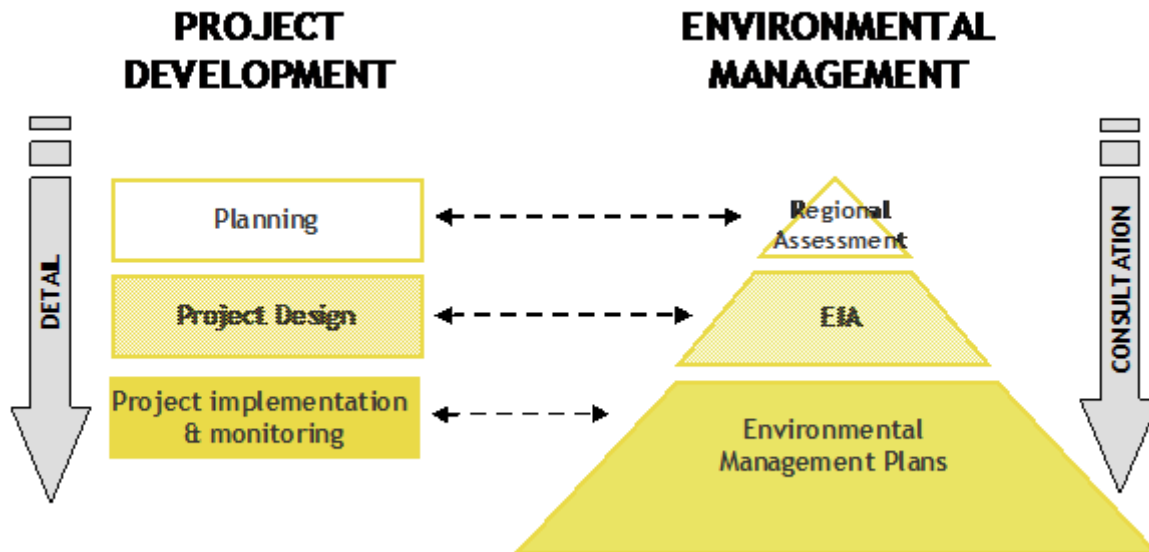 PROJECT
DEVELOPMENT
ENVIRONMENTAL
MANAGEMENT
DETAIL
Planning
Regional
Assessment
Project Design
EIA
Project implementation
& monitoring
Environmental
Management Plans
CONSULTATION